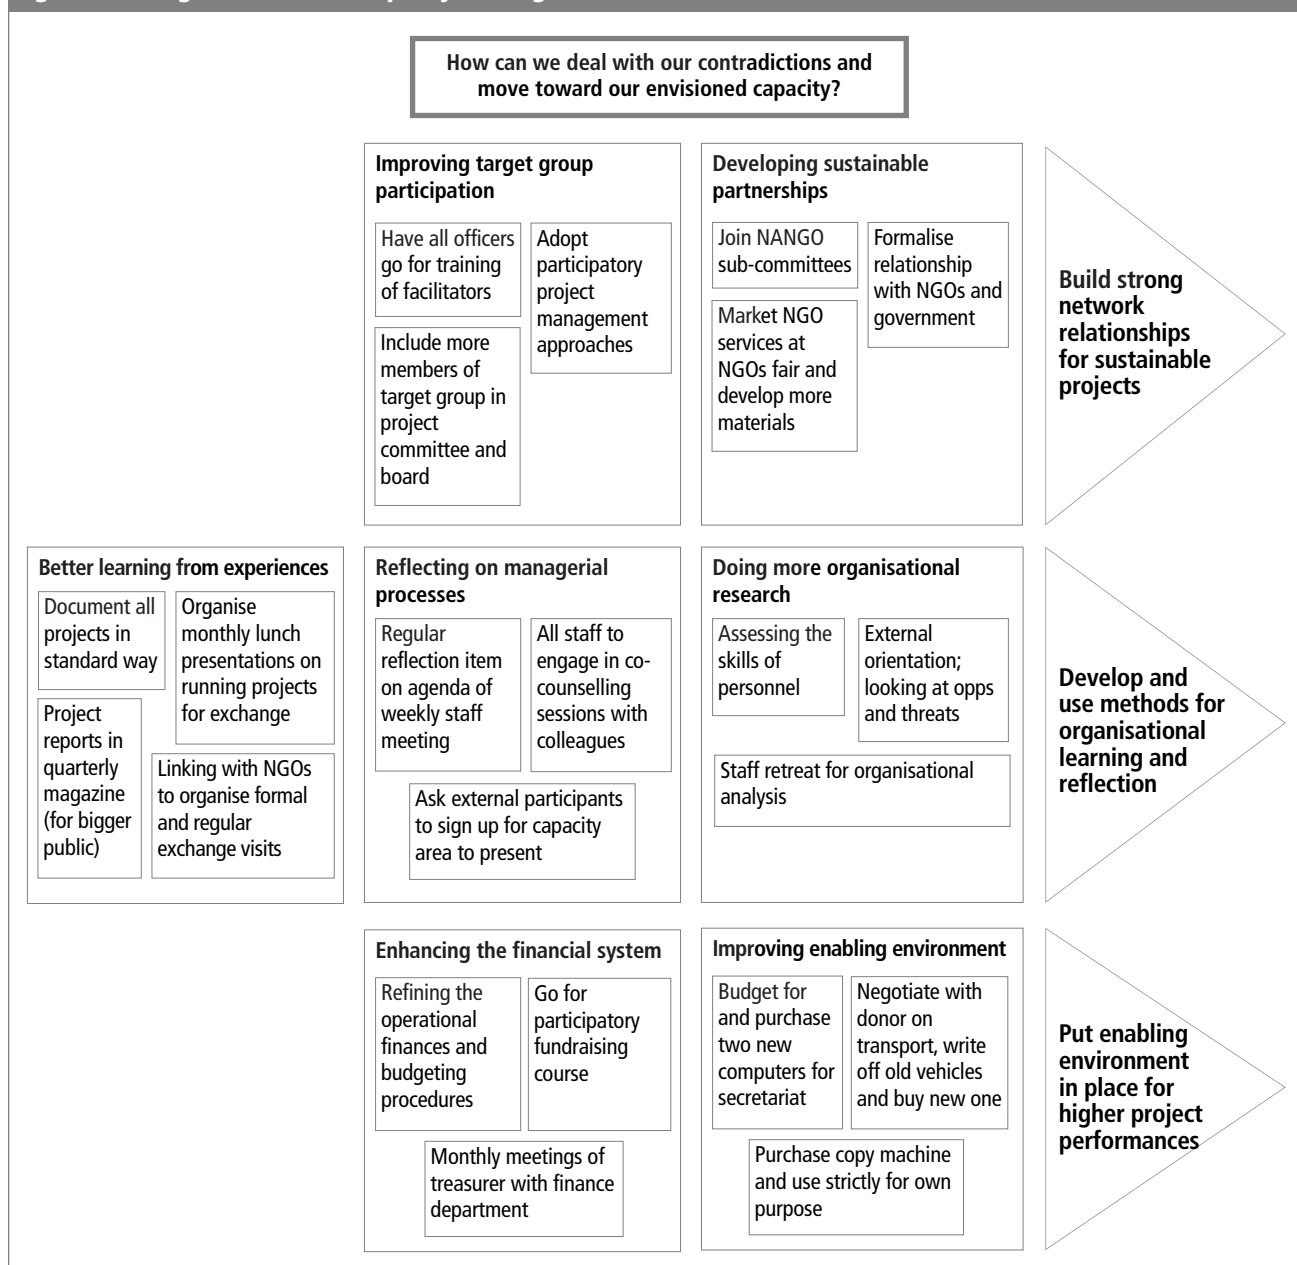 How can we deal with our contradictions and
move toward our envisioned capacity?
Improving target group
participation
Have all officers
go for training
of facilitators
Adopt
participatory
project
management
approaches
Include more
members of
target group in
project
committee and
board
Developing sustainable
partnerships
Join NANGO
sub-committees
Formalise
relationship
with NGOs and
government
Market NGO
services at
NGOs fair and
develop more
materials
Build strong
network
relationships
for sustainable
projects
Better learning from experiences
Document all
projects in
standard way
Organise
monthly lunch
presentations on
running projects
for exchange
Project
reports in
quarterly
magazine
(for bigger
public)
Linking with NGOs
to organise formal
and regular
exchange visits
Reflecting on managerial
processes
Regular
reflection item
on agenda of
weekly staff
meeting
All staff to
engage in co-
counselling
sessions with
colleagues
Ask external participants
to sign up for capacity
area to present
Doing more organisational
research
Assessing the
skills of
personnel
External
orientation;
looking at opps
and threats
Staff retreat for organisational
analysis
Develop and
use methods for
organisational
learning and
reflection
Enhancing the financial system
Refining the
operational
finances and
budgeting
procedures
Go for
participatory
fundraising
course
Monthly meetings of
treasurer with finance
department
Improving enabling environment
Budget for
and purchase
two new
computers for
secretariat
Negotiate with
donor on
transport, write
off old vehicles
and buy new one
Purchase copy machine
and use strictly for own
purpose
Put enabling
environment
in place for
higher project
performances